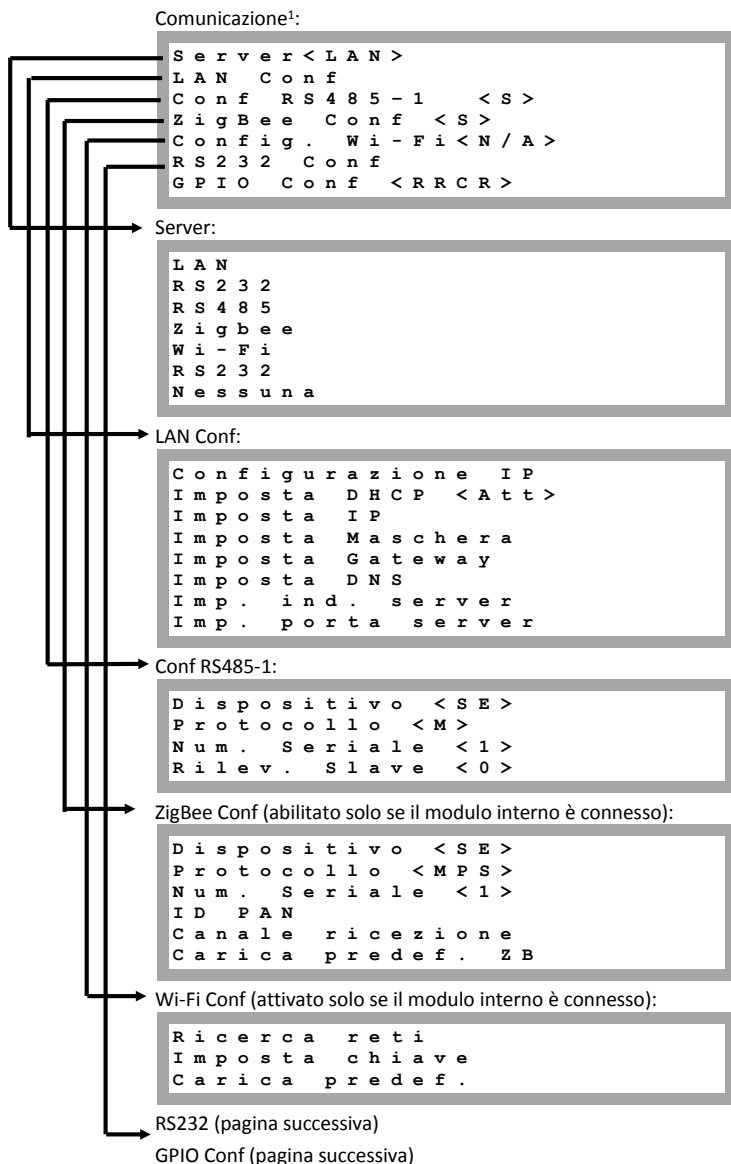 Comunicazione¹:
Server<LAN>
LAN Conf
Conf RS485-1 <S>
ZigBee Conf <S>
Config. Wi-Fi<N/A>
RS232 Conf
GPIO Conf <RRCR>
Server:
LAN
RS232
RS485
Zigbee
Wi-Fi
RS232
Nessuna
LAN Conf:
Configurazione IP
Imposta DHCP <Att>
Imposta IP
Imposta Maschera
Imposta Gateway
Imposta DNS
Imp. ind. server
Imp. porta server
Conf RS485-1:
Dispositivo <SE>
Protocollo <M>
Num. Seriale <1>
Rilev. Slave <0>
ZigBee Conf (abilitato solo se il modulo interno è connesso):
Dispositivo <SE>
Protocollo <MPS>
Num. Seriale <1>
ID PAN
Canale ricezione
Carica predef. ZB
Wi-Fi Conf (attivato solo se il modulo interno è connesso):
Ricerca reti
Imposta chiave
Carica predef.
RS232 (pagina successiva)
GPIO Conf (pagina successiva)